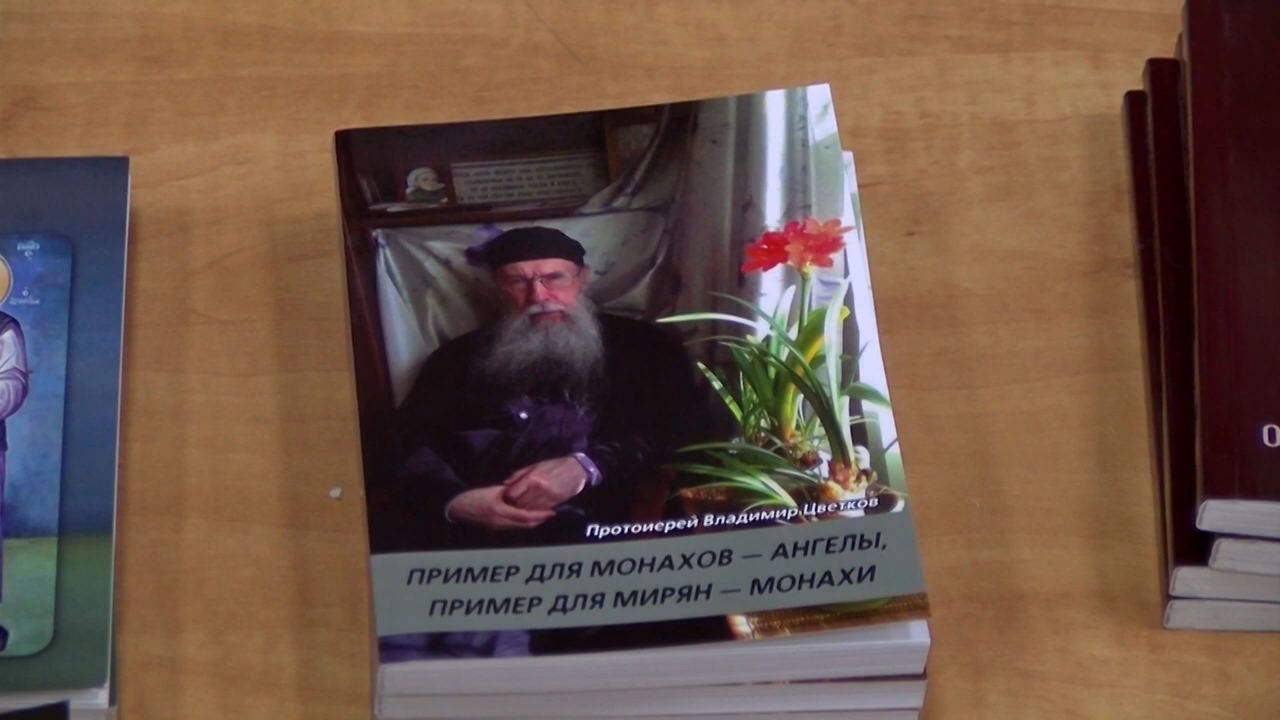 Протоиерей Владимир Цветков
ПРИМЕР ДЛЯ МОНАХОВ — АНГЕЛЫ,
ПРИМЕР ДЛЯ МИРЯН — МОНАХИ
О